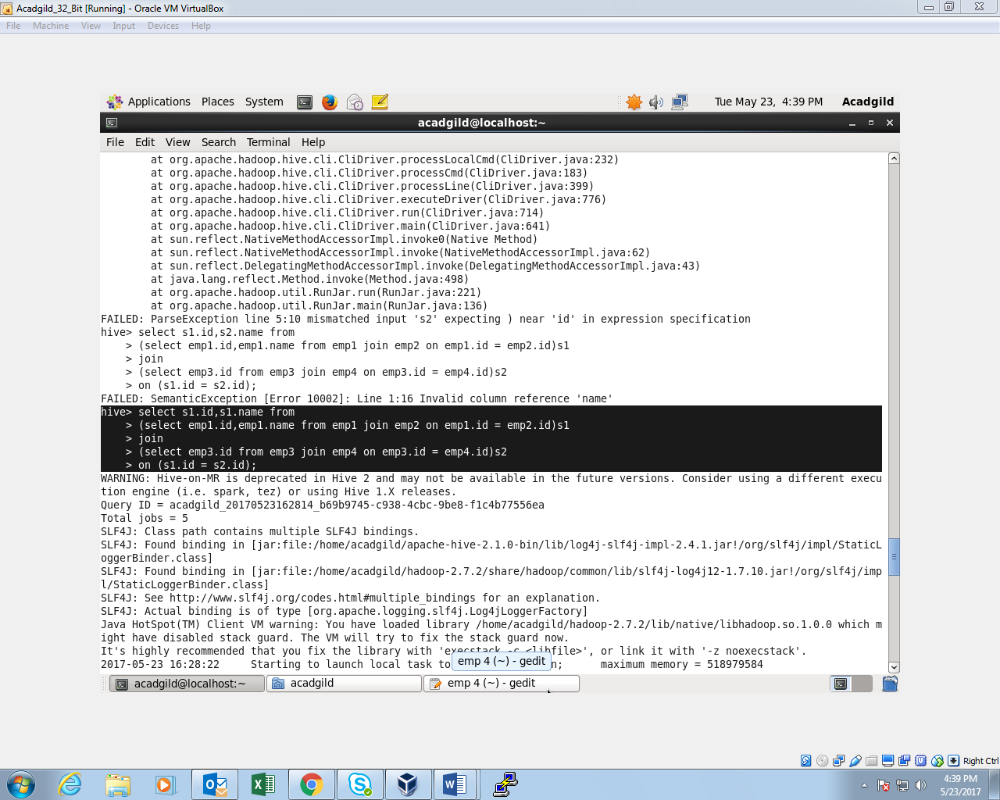 Acadgild_32_Bit [Running] - Oracle VM VirtualBox
File Machine View Input Devices Help
Applications Places System Tue May 23, 4:39 PM Acadgild
acadgild@localhost:~
File Edit View Search Terminal Help
at org.apache.hadoop.hive.cli.CliDriver.processLocalCmd(CliDriver.java:232)
at org.apache.hadoop.hive.cli.CliDriver.processCmd(CliDriver.java:183)
at org.apache.hadoop.hive.cli.CliDriver.processLine(CliDriver.java:399)
at org.apache.hadoop.hive.cli.CliDriver.executeDriver(CliDriver.java:776)
at org.apache.hadoop.hive.cli.CliDriver.run(CliDriver.java:714)
at org.apache.hadoop.hive.cli.CliDriver.main(CliDriver.java:641)
at sun.reflect.NativeMethodAccessorImpl.invoke0(Native Method)
at sun.reflect.NativeMethodAccessorImpl.invoke(NativeMethodAccessorImpl.java:62)
at sun.reflect.DelegatingMethodAccessorImpl.invoke(DelegatingMethodAccessorImpl.java:43)
at java.lang.reflect.Method.invoke(Method.java:498)
at org.apache.hadoop.util.RunJar.run(RunJar.java:221)
at org.apache.hadoop.util.RunJar.main(RunJar.java:136)
FAILED: ParseException line 5:10 mismatched input 's2' expecting ) near 'id' in expression specification
hive> select s1.id,s2.name from
> (select emp1.id,emp1.name from emp1 join emp2 on emp1.id = emp2.id)s1
> join
> (select emp3.id from emp3 join emp4 on emp3.id = emp4.id)s2
> on (s1.id = s2.id);
FAILED: SemanticException [Error 10002]: Line 1:16 Invalid column reference 'name'
hive> select s1.id,s1.name from
> (select emp1.id,emp1.name from emp1 join emp2 on emp1.id = emp2.id)s1
> join
> (select emp3.id from emp3 join emp4 on emp3.id = emp4.id)s2
> on (s1.id = s2.id);
WARNING: Hive-on-MR is deprecated in Hive 2 and may not be available in the future versions. Consider using a different execu
tion engine (i.e. spark, tez) or using Hive 1.X releases.
Query ID = acadgild_20170523162814_b69b9745-c938-4cbc-9be8-f1c4b77556ea
Total jobs = 5
SLF4J: Class path contains multiple SLF4J bindings.
SLF4J: Found binding in [jar:file:/home/acadgild/apache-hive-2.1.0-bin/lib/log4j-slf4j-impl-2.4.1.jar!/org/slf4j/impl/StaticL
oggerBinder.class]
SLF4J: Found binding in [jar:file:/home/acadgild/hadoop-2.7.2/share/hadoop/common/lib/slf4j-log4j12-1.7.10.jar!/org/slf4j/imp
l/StaticLoggerBinder.class]
SLF4J: See http://www.slf4j.org/codes.html#multiple_bindings for an explanation.
SLF4J: Actual binding is of type [org.apache.logging.slf4j.Log4jLoggerFactory]
Java HotSpot(TM) Client VM warning: You have loaded library /home/acadgild/hadoop-2.7.2/lib/native/libhadoop.so.1.0.0 which m
ight have disabled stack guard. The VM will try to fix the stack guard now.
It's highly recommended that you fix the library with 'execstack -c <libfile>', or link it with '-z noexecstack'.
2017-05-23 16:28:22 Starting to launch local task to n; maximum memory = 518979584
emp 4 (~) - gedit
acadgild@localhost:~ acadgild emp 4 (~) - gedit
Right Ctrl
4:39 PM
5/23/2017